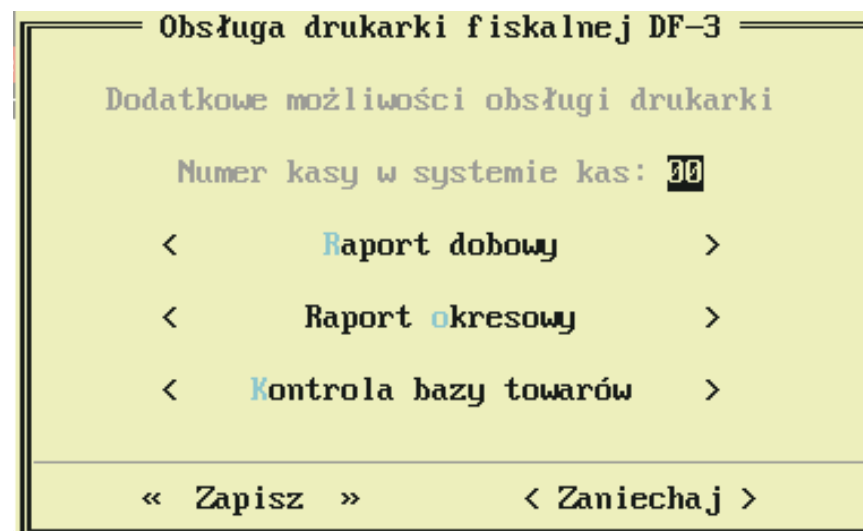 Obsługa drukarki fiskalnej DF-3
Dodatkowe możliwości obsługi drukarki
Numer kasy w systemie kas: 00
< Raport dobowy >
< Raport okresowy >
< Kontrola bazy towarów >
« Zapisz » < Zaniechaj >